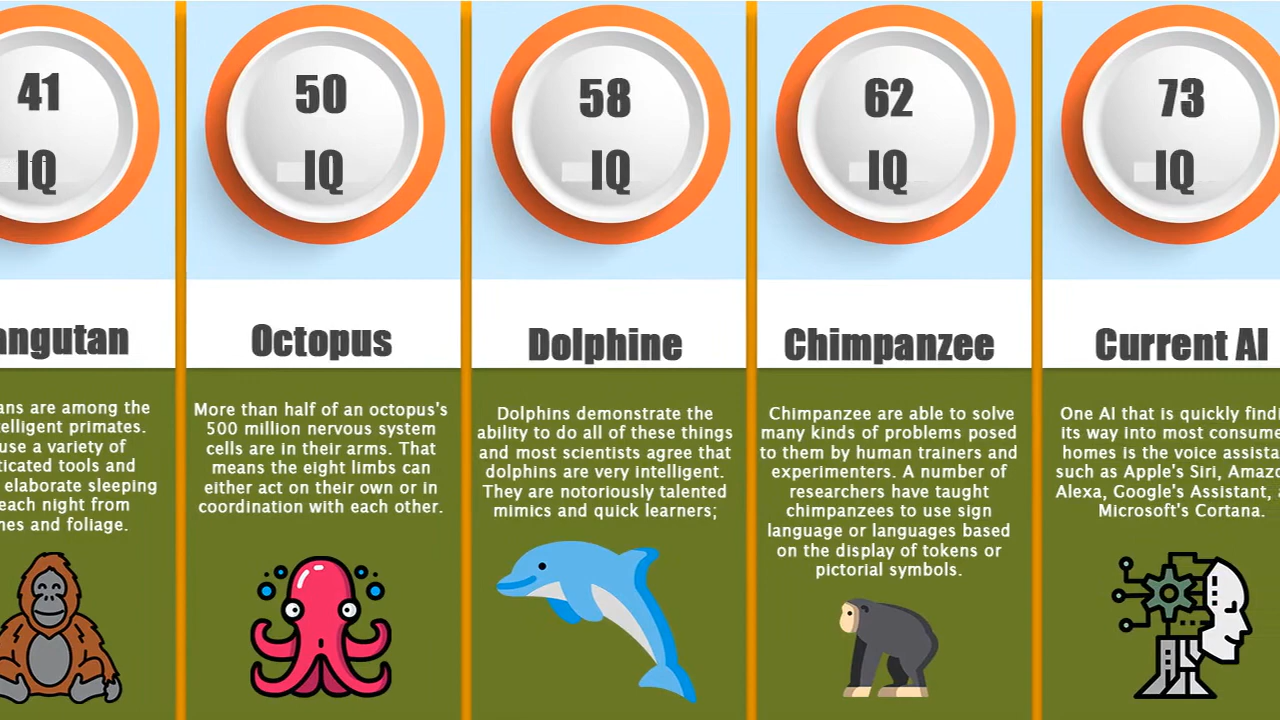 41
IQ
angutan
ans are among the
telligent primates.
use a variety of
ticated tools and
elaborate sleeping
each night from
nes and foliage.
50
IQ
Octopus
More than half of an octopus's
500 million nervous system
cells are in their arms. That
means the eight limbs can
either act on their own or in
coordination with each other.
58
IQ
Dolphine
Dolphins demonstrate the
ability to do all of these things
and most scientists agree that
dolphins are very intelligent.
They are notoriously talented
mimics and quick learners;
62
IQ
Chimpanzee
Chimpanzee are able to solve
many kinds of problems posed
to them by human trainers and
experimenters. A number of
researchers have taught
chimpanzees to use sign
language or languages based
on the display of tokens or
pictorial symbols.
73
IQ
Current AI
One AI that is quickly findi
its way into most consume
homes is the voice assista
such as Apple's Siri, Amazo
Alexa, Google's Assistant, a
Microsoft's Cortana.